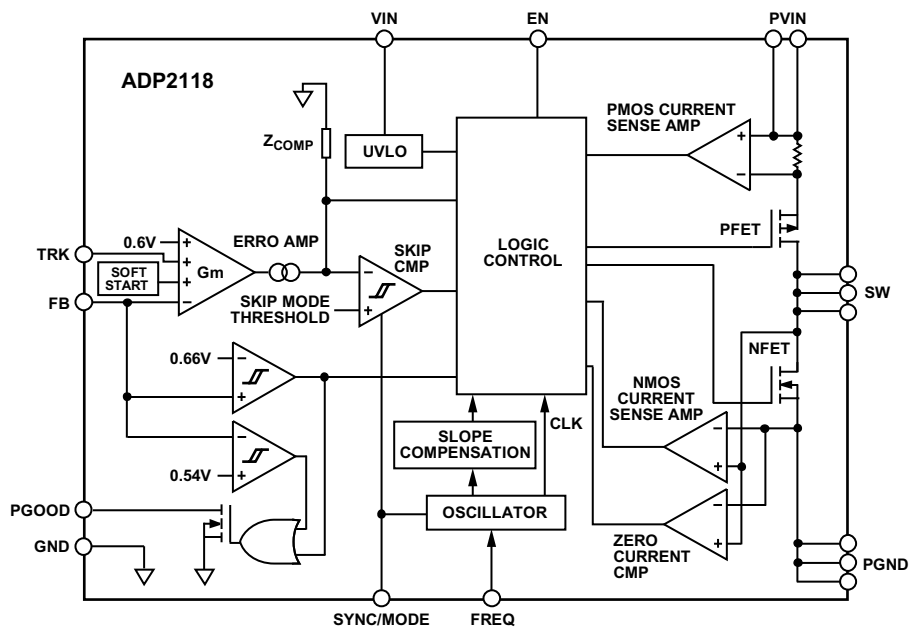 VIN
EN
PVIN
ADP2118
PMOS CURRENT
SENSE AMP
+
−
ZCOMP
UVLO
LOGIC
CONTROL
PFET
0.6V
+
ERRO AMP
TRK
+
Gm
SKIP
CMP
SOFT
START
+
−
FB
−
SKIP MODE
THRESHOLD
+
SW
NFET
0.66V
−
+
NMOS
CURRENT
SENSE AMP
−
+
CLK
SLOPE
COMPENSATION
−
0.54V
+
PGOOD
OSCILLATOR
−
+
GND
ZERO
CURRENT
CMP
PGND
SYNC/MODE
FREQ